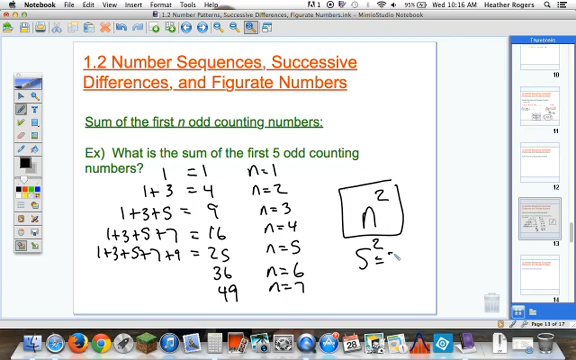 Notebook Edit View Insert Format Tools Window Help
95% Wed 10:16 AM Heather Rogers
1.2 Number Patterns, Successive Differences, Figurate Numbers.ink - MimioStudio Notebook
1.2 Number Sequences, Successive
Differences, and Figurate Numbers
Sum of the first n odd counting numbers:
Ex) What is the sum of the first 5 odd counting
numbers?
1 = 1 n=1
1+3 = 4 n=2
1+3+5 = 9 n=3
1+3+5+7 = 16 n=4
1+3+5+7+9 = 25 n=5
36 n=6
49 n=7
n²
5² =
10
11
12
13
14
Page 13 of 17